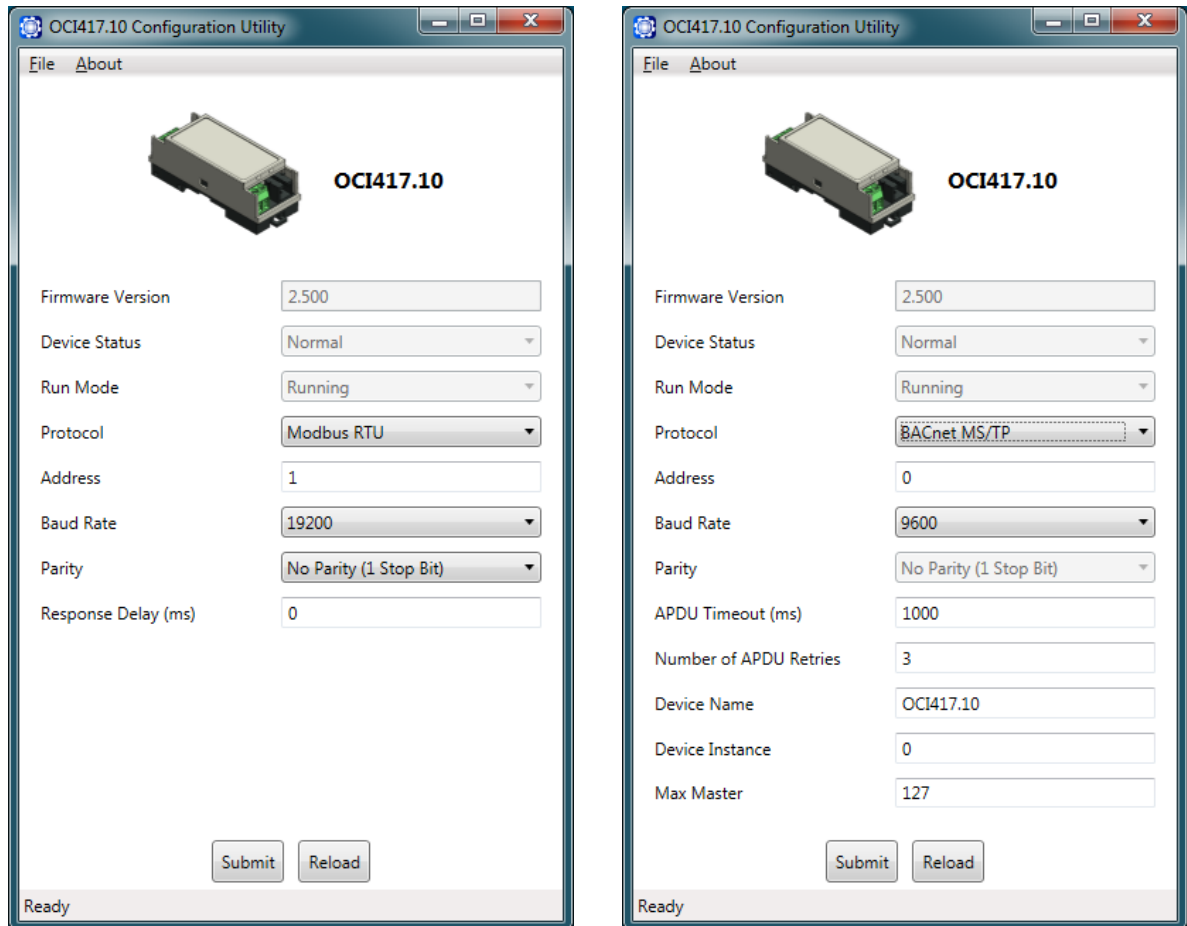 OCI417.10 Configuration Utility
File About
OCI417.10
Firmware Version 2.500
Device Status Normal
Run Mode Running
Protocol Modbus RTU
Address 1
Baud Rate 19200
Parity No Parity (1 Stop Bit)
Response Delay (ms) 0
Submit Reload
Ready
OCI417.10 Configuration Utility
File About
OCI417.10
Firmware Version 2.500
Device Status Normal
Run Mode Running
Protocol BACnet MS/TP
Address 0
Baud Rate 9600
Parity No Parity (1 Stop Bit)
APDU Timeout (ms) 1000
Number of APDU Retries 3
Device Name OCI417.10
Device Instance 0
Max Master 127
Submit Reload
Ready